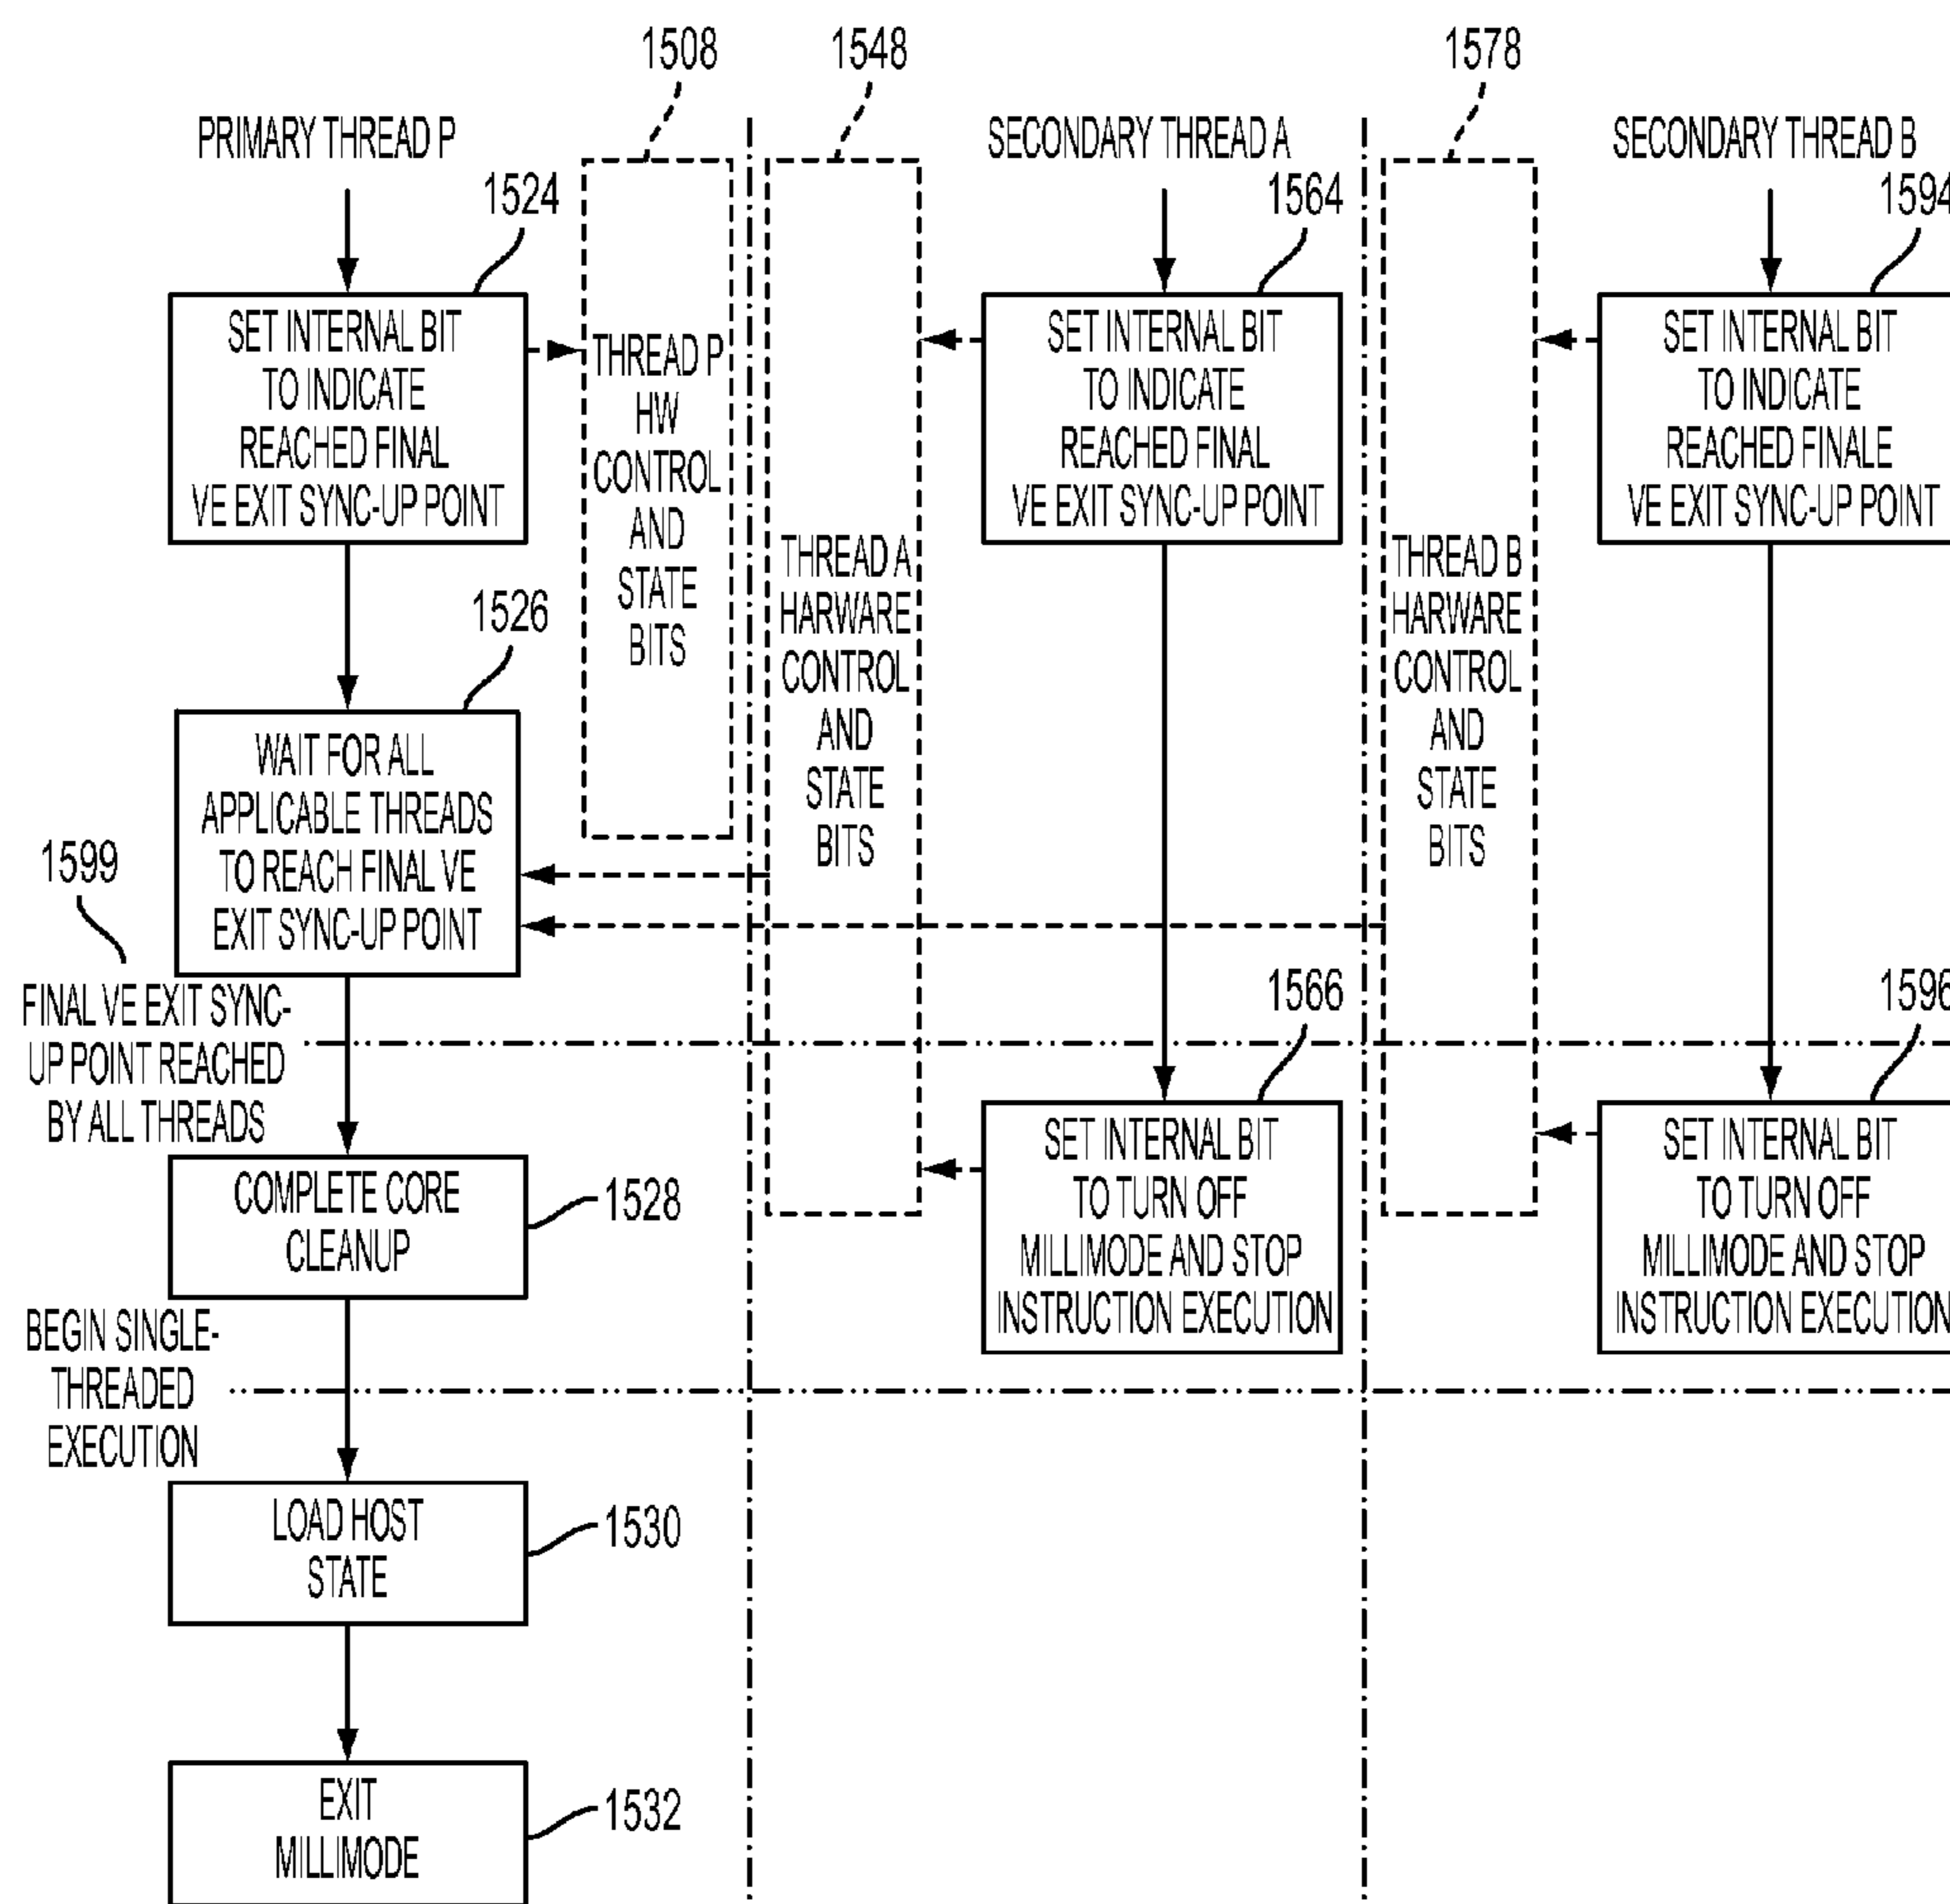 1508
1548
1578
PRIMARY THREAD P
SECONDARY THREAD A
SECONDARY THREAD B
1524
1564
1594
SET INTERNAL BIT
TO INDICATE
REACHED FINAL
VE EXIT SYNC-UP POINT
THREAD P
HW
CONTROL
AND
STATE
BITS
THREAD A
HARWARE
CONTROL
AND
STATE
BITS
SET INTERNAL BIT
TO INDICATE
REACHED FINAL
VE EXIT SYNC-UP POINT
THREAD B
HARWARE
CONTROL
AND
STATE
BITS
SET INTERNAL BIT
TO INDICATE
REACHED FINALE
VE EXIT SYNC-UP POINT
1526
WAIT FOR ALL
APPLICABLE THREADS
TO REACH FINAL VE
EXIT SYNC-UP POINT
1599
FINAL VE EXIT SYNC-
UP POINT REACHED
BY ALL THREADS
1566
1596
COMPLETE CORE
CLEANUP
1528
SET INTERNAL BIT
TO TURN OFF
MILLIMODE AND STOP
INSTRUCTION EXECUTION
SET INTERNAL BIT
TO TURN OFF
MILLIMODE AND STOP
INSTRUCTION EXECUTION
BEGIN SINGLE-
THREADED
EXECUTION
LOAD HOST
STATE
1530
EXIT
MILLIMODE
1532